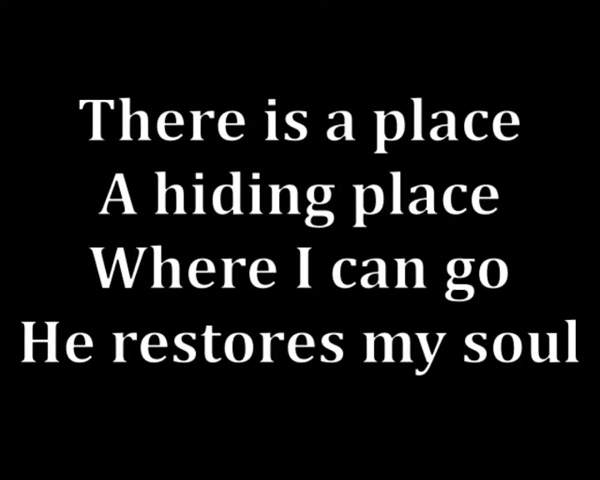 There is a place
A hiding place
Where I can go
He restores my soul